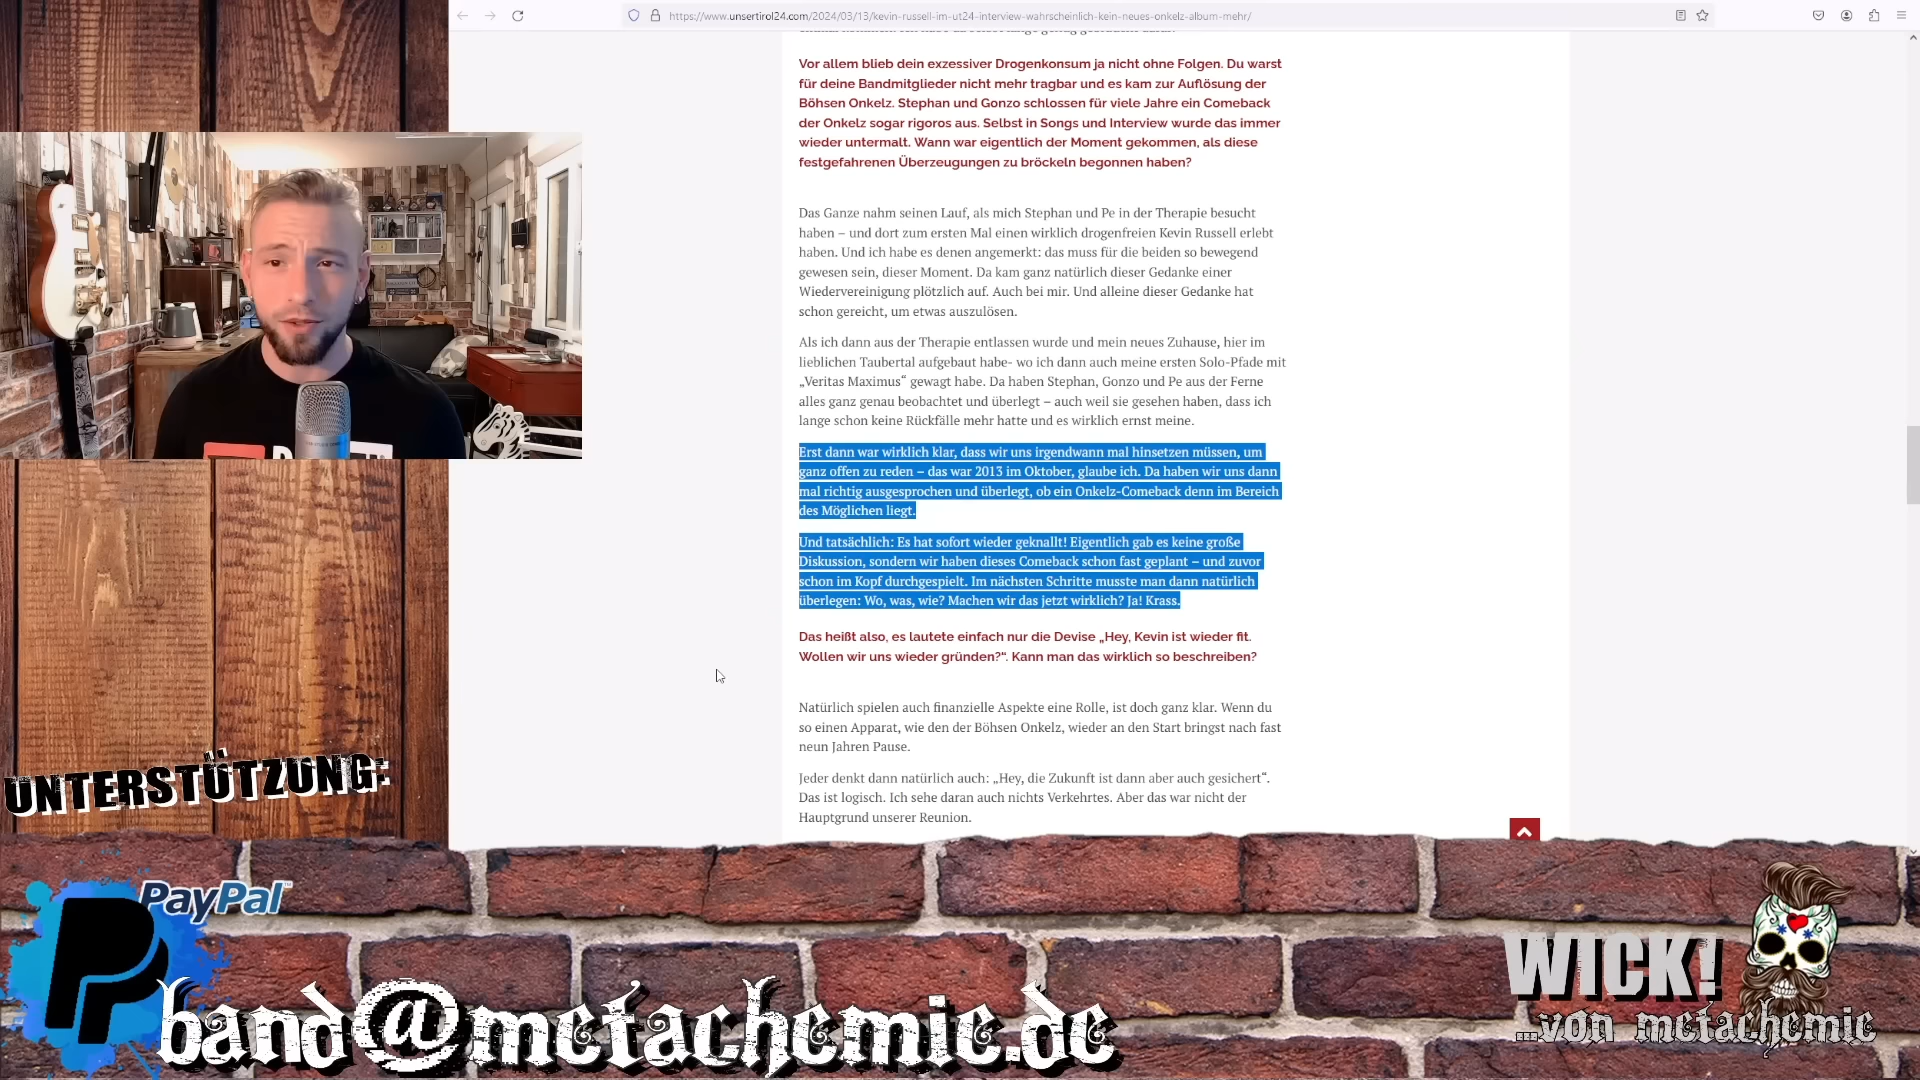 https://www.unsertirol24.com/2024/03/13/kevin-russell-im-ut24-interview-wahrscheinlich-kein-neues-onkelz-album-mehr/
Vor allem blieb dein exzessiver Drogenkonsum ja nicht ohne Folgen. Du warst
für deine Bandmitglieder nicht mehr tragbar und es kam zur Auflösung der
Böhsen Onkelz. Stephan und Gonzo schlossen für viele Jahre ein Comeback
der Onkelz sogar rigoros aus. Selbst in Songs und Interview wurde das immer
wieder untermalt. Wann war eigentlich der Moment gekommen, als diese
festgefahrenen Überzeugungen zu bröckeln begonnen haben?
Das Ganze nahm seinen Lauf, als mich Stephan und Pe in der Therapie besucht
haben – und dort zum ersten Mal einen wirklich drogenfreien Kevin Russell erlebt
haben. Und ich habe es denen angemerkt: das muss für die beiden so bewegend
gewesen sein, dieser Moment. Da kam ganz natürlich dieser Gedanke einer
Wiedervereinigung plötzlich auf. Auch bei mir. Und alleine dieser Gedanke hat
schon gereicht, um etwas auszulösen.
Als ich dann aus der Therapie entlassen wurde und mein neues Zuhause, hier im
lieblichen Taubertal aufgebaut habe- wo ich dann auch meine ersten Solo-Pfade mit
„Veritas Maximus“ gewagt habe. Da haben Stephan, Gonzo und Pe aus der Ferne
alles ganz genau beobachtet und überlegt – auch weil sie gesehen haben, dass ich
lange schon keine Rückfälle mehr hatte und es wirklich ernst meine.
Erst dann war wirklich klar, dass wir uns irgendwann mal hinsetzen müssen, um
ganz offen zu reden – das war 2013 im Oktober, glaube ich. Da haben wir uns dann
mal richtig ausgesprochen und überlegt, ob ein Onkelz-Comeback denn im Bereich
des Möglichen liegt.
Und tatsächlich: Es hat sofort wieder geknallt! Eigentlich gab es keine große
Diskussion, sondern wir haben dieses Comeback schon fast geplant – und zuvor
schon im Kopf durchgespielt. Im nächsten Schritte musste man dann natürlich
überlegen: Wo, was, wie? Machen wir das jetzt wirklich? Ja! Krass.
Das heißt also, es lautete einfach nur die Devise „Hey, Kevin ist wieder fit.
Wollen wir uns wieder gründen?“. Kann man das wirklich so beschreiben?
Natürlich spielen auch finanzielle Aspekte eine Rolle, ist doch ganz klar. Wenn du
so einen Apparat, wie den der Böhsen Onkelz, wieder an den Start bringst nach fast
neun Jahren Pause.
Jeder denkt dann natürlich auch: „Hey, die Zukunft ist dann aber auch gesichert“.
Das ist logisch. Ich sehe daran auch nichts Verkehrtes. Aber das war nicht der
Hauptgrund unserer Reunion.
UNTERSTÜTZUNG:
PayPal
band@metachemie.de
WICK!
...von metachemie